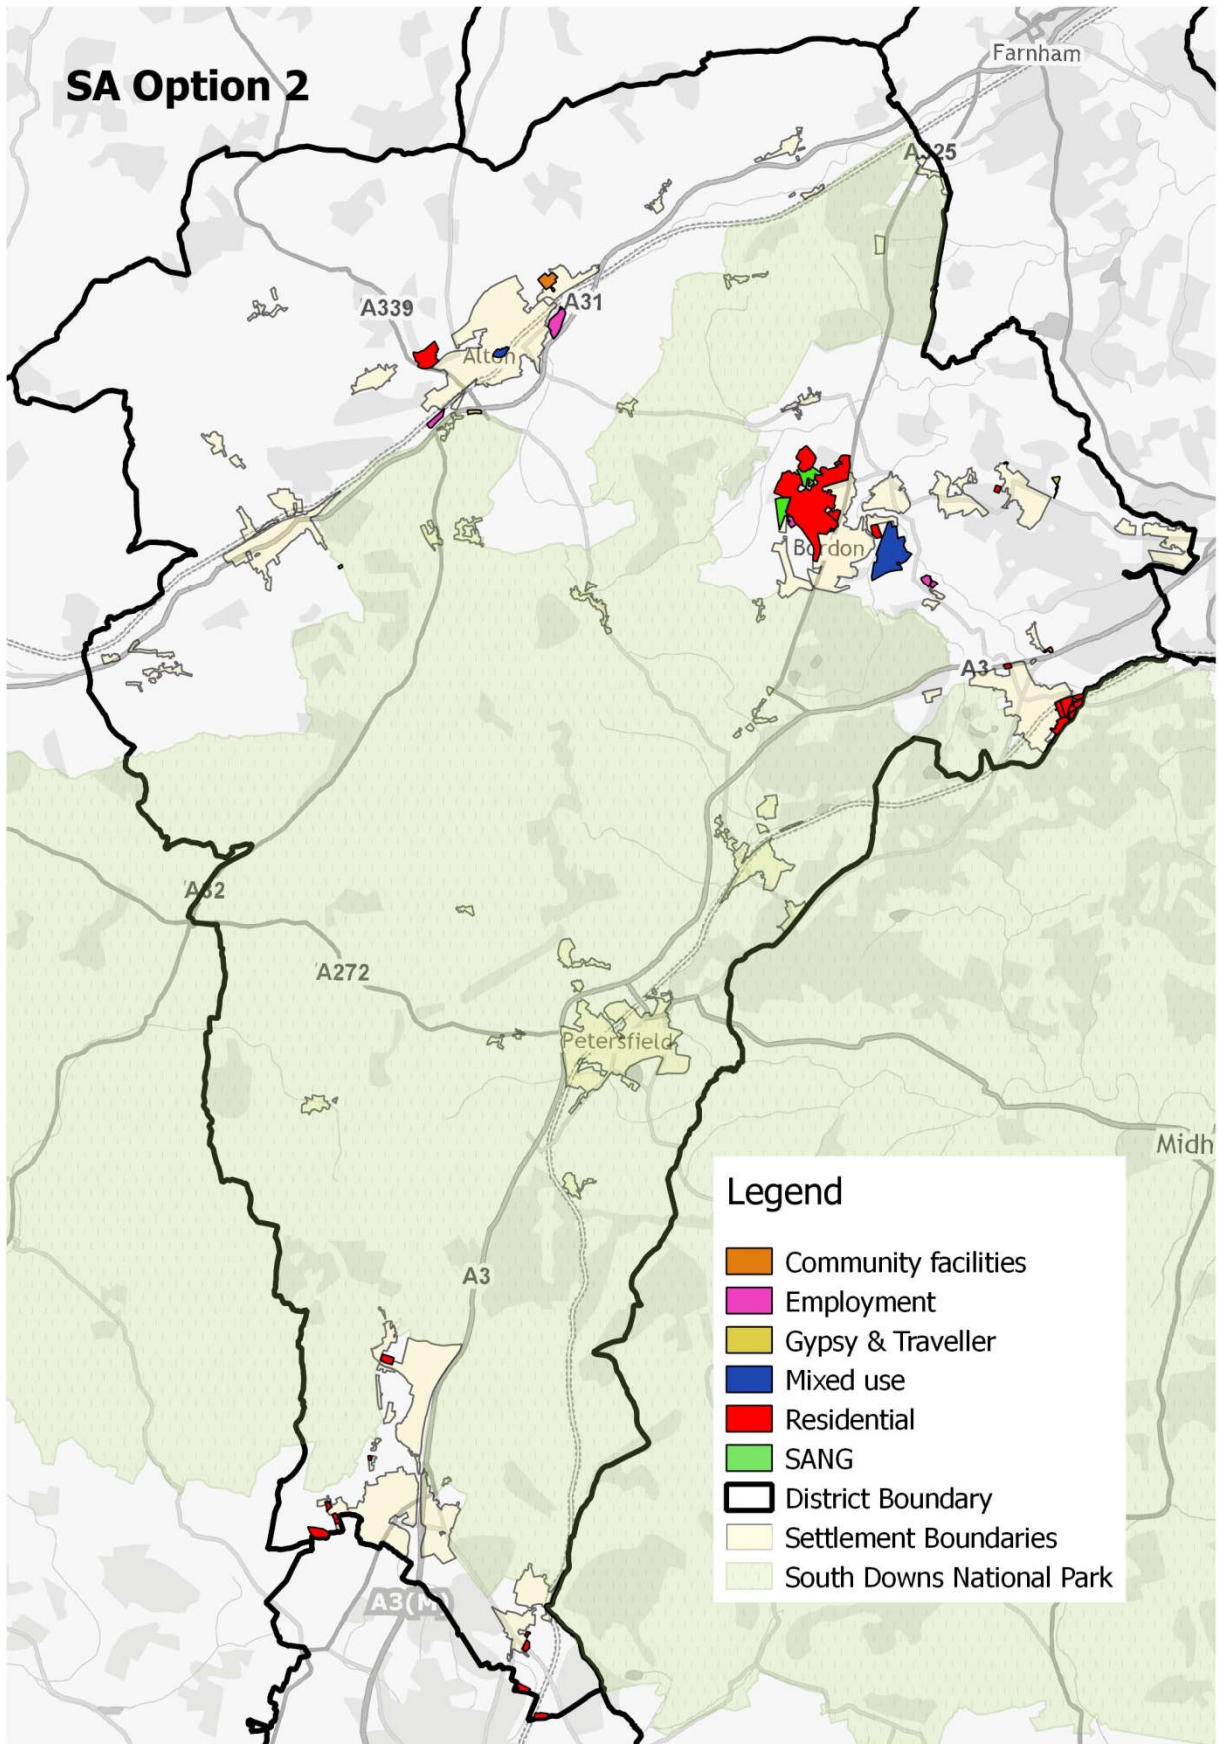 Farnham
SA Option 2
A325
A339
A31
Alton
Bordon
A3
A32
A272
Petersfield
Midh
A3
A3(M)
Legend
Community facilities
Employment
Gypsy & Traveller
Mixed use
Residential
SANG
District Boundary
Settlement Boundaries
South Downs National Park